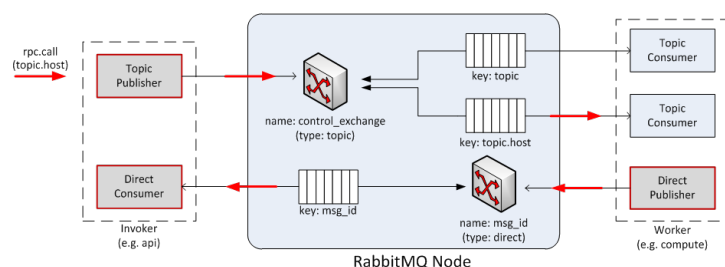 rpc.call
(topic.host)
Topic
Publisher
name: control_exchange
(type: topic)
key: topic
Topic
Consumer
key: topic.host
Topic
Consumer
Direct
Consumer
key: msg_id
name: msg_id
(type: direct)
Direct
Publisher
Invoker
(e.g. api)
Worker
(e.g. compute)
RabbitMQ Node